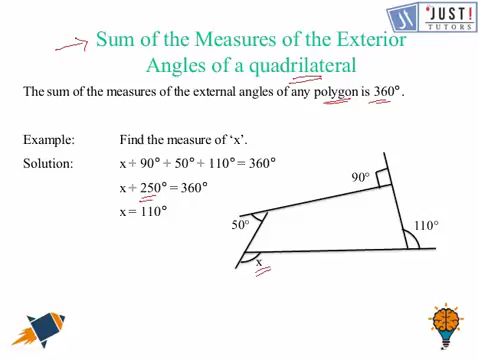 "JUST!
TUTORS
Sum of the Measures of the Exterior
Angles of a quadrilateral
The sum of the measures of the external angles of any polygon is 360°.
Example: Find the measure of ‘x’.
Solution: x + 90° + 50° + 110° = 360°
x + 250° = 360°
x = 110°
90°
50°
110°
x